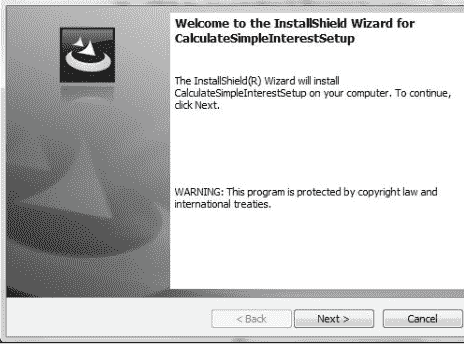 Welcome to the InstallShield Wizard for
CalculateSimpleInterestSetup
The InstallShield(R) Wizard will install
CalculateSimpleInterestSetup on your computer. To continue,
click Next.
WARNING: This program is protected by copyright law and
international treaties.
< Back
Next >
Cancel